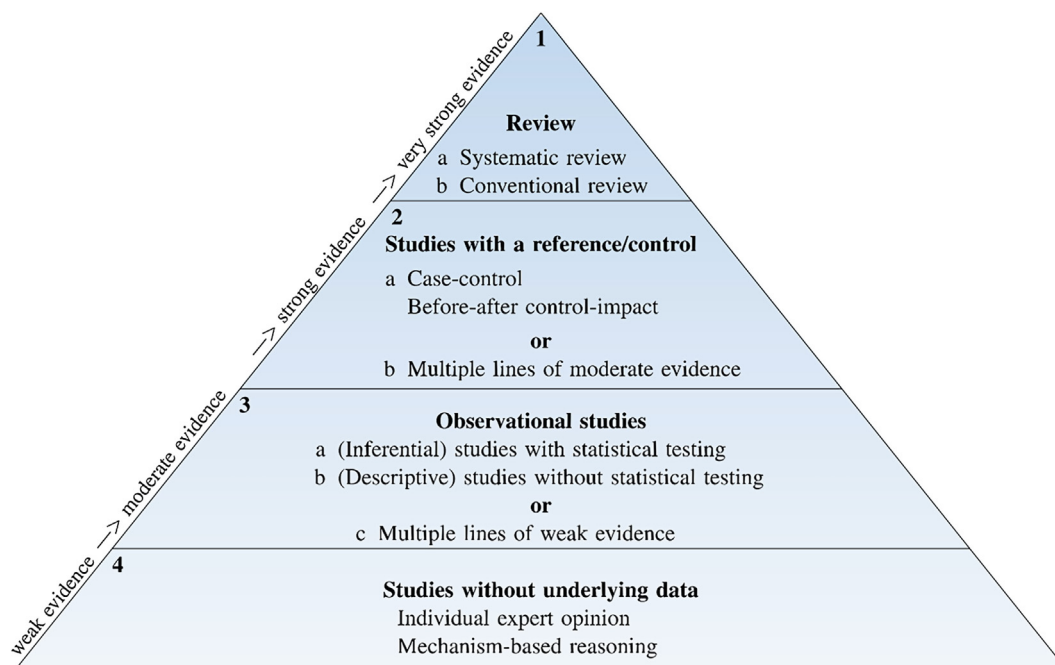 1
Review
a Systematic review
b Conventional review
2
Studies with a reference/control
a Case-control
Before-after control-impact
or
b Multiple lines of moderate evidence
3
Observational studies
a (Inferential) studies with statistical testing
b (Descriptive) studies without statistical testing
or
c Multiple lines of weak evidence
4
Studies without underlying data
Individual expert opinion
Mechanism-based reasoning
weak evidence --> moderate evidence --> strong evidence --> very strong evidence